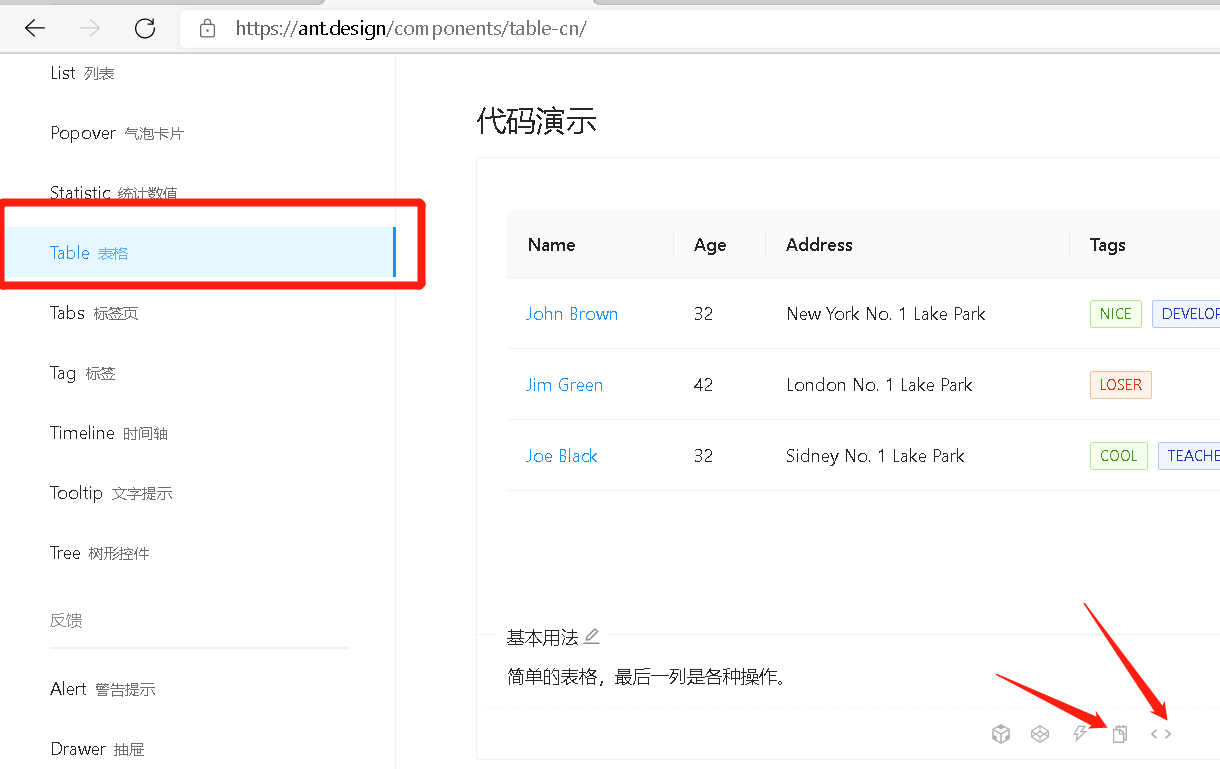 https://ant.design/components/table-cn/
List 列表
Popover 气泡卡片
Statistic 统计数值
Table 表格
Tabs 标签页
Tag 标签
Timeline 时间轴
Tooltip 文字提示
Tree 树形控件
反馈
Alert 警告提示
Drawer 抽屉
代码演示
Name Age Address Tags
John Brown 32 New York No. 1 Lake Park NICE DEVELOP
Jim Green 42 London No. 1 Lake Park LOSER
Joe Black 32 Sidney No. 1 Lake Park COOL TEACHE
基本用法
简单的表格，最后一列是各种操作。